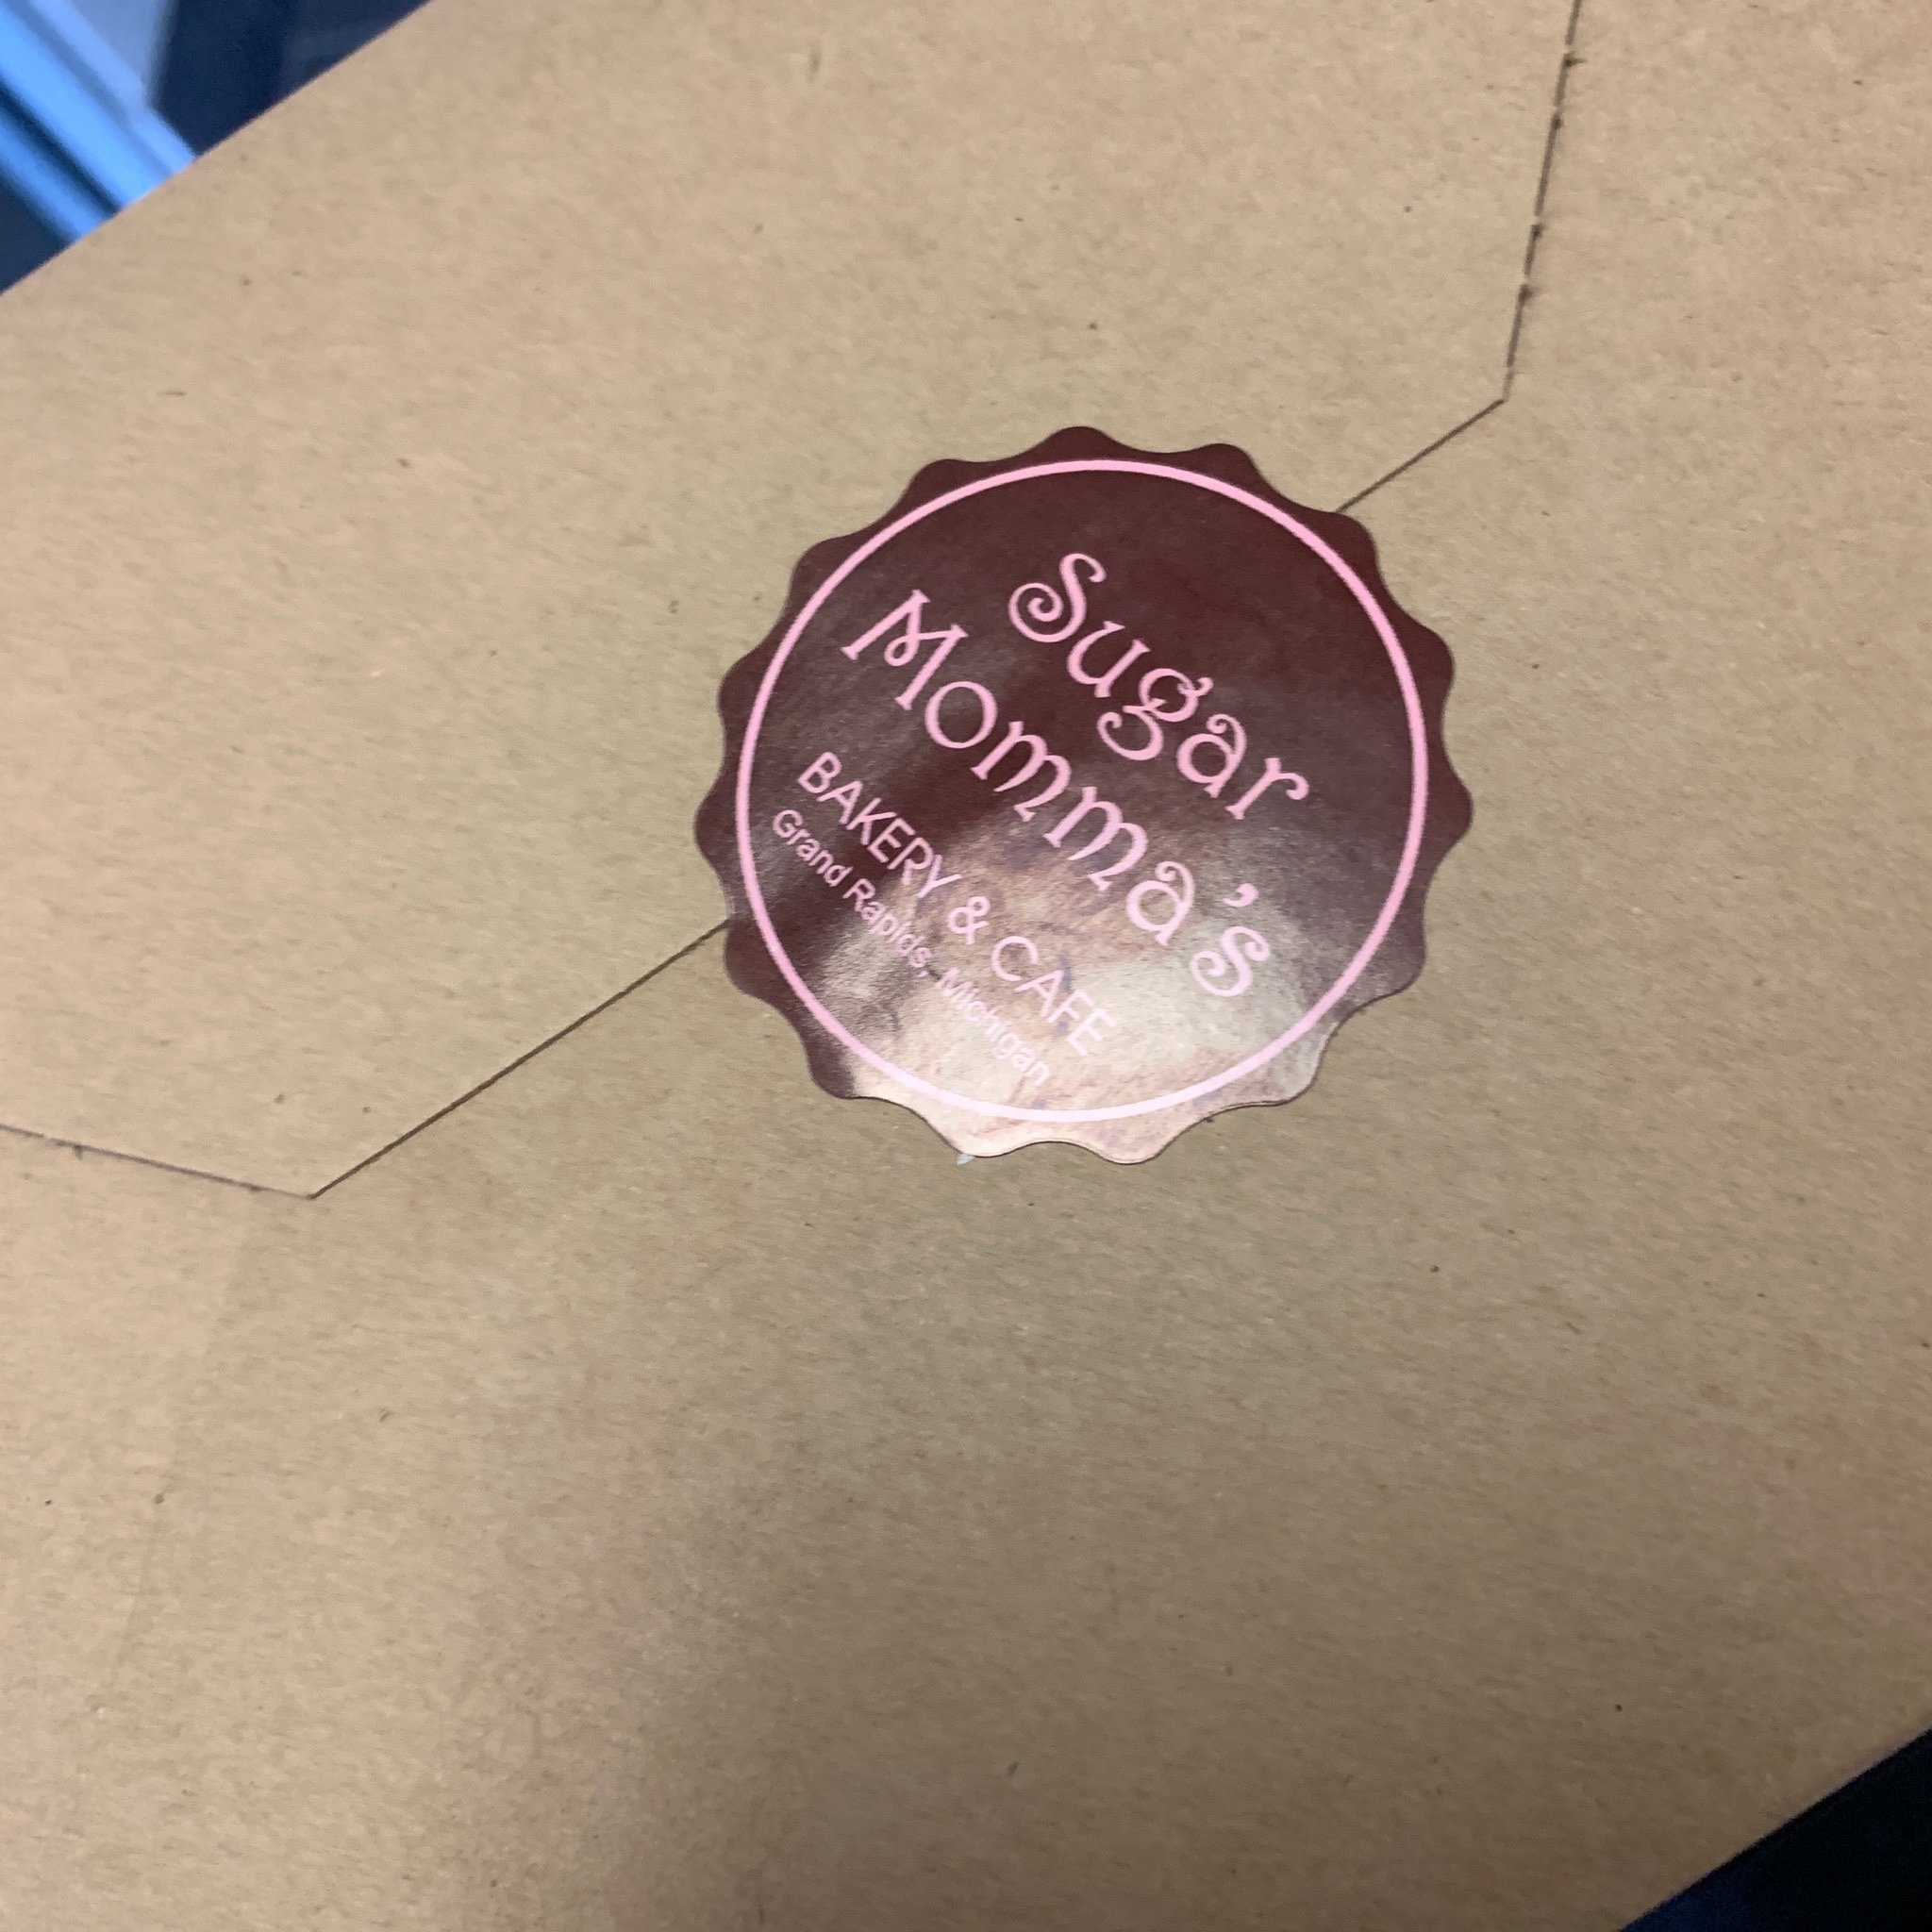 Sugar
Momma's
BAKERY & CAFE
Grand Rapids, Michigan